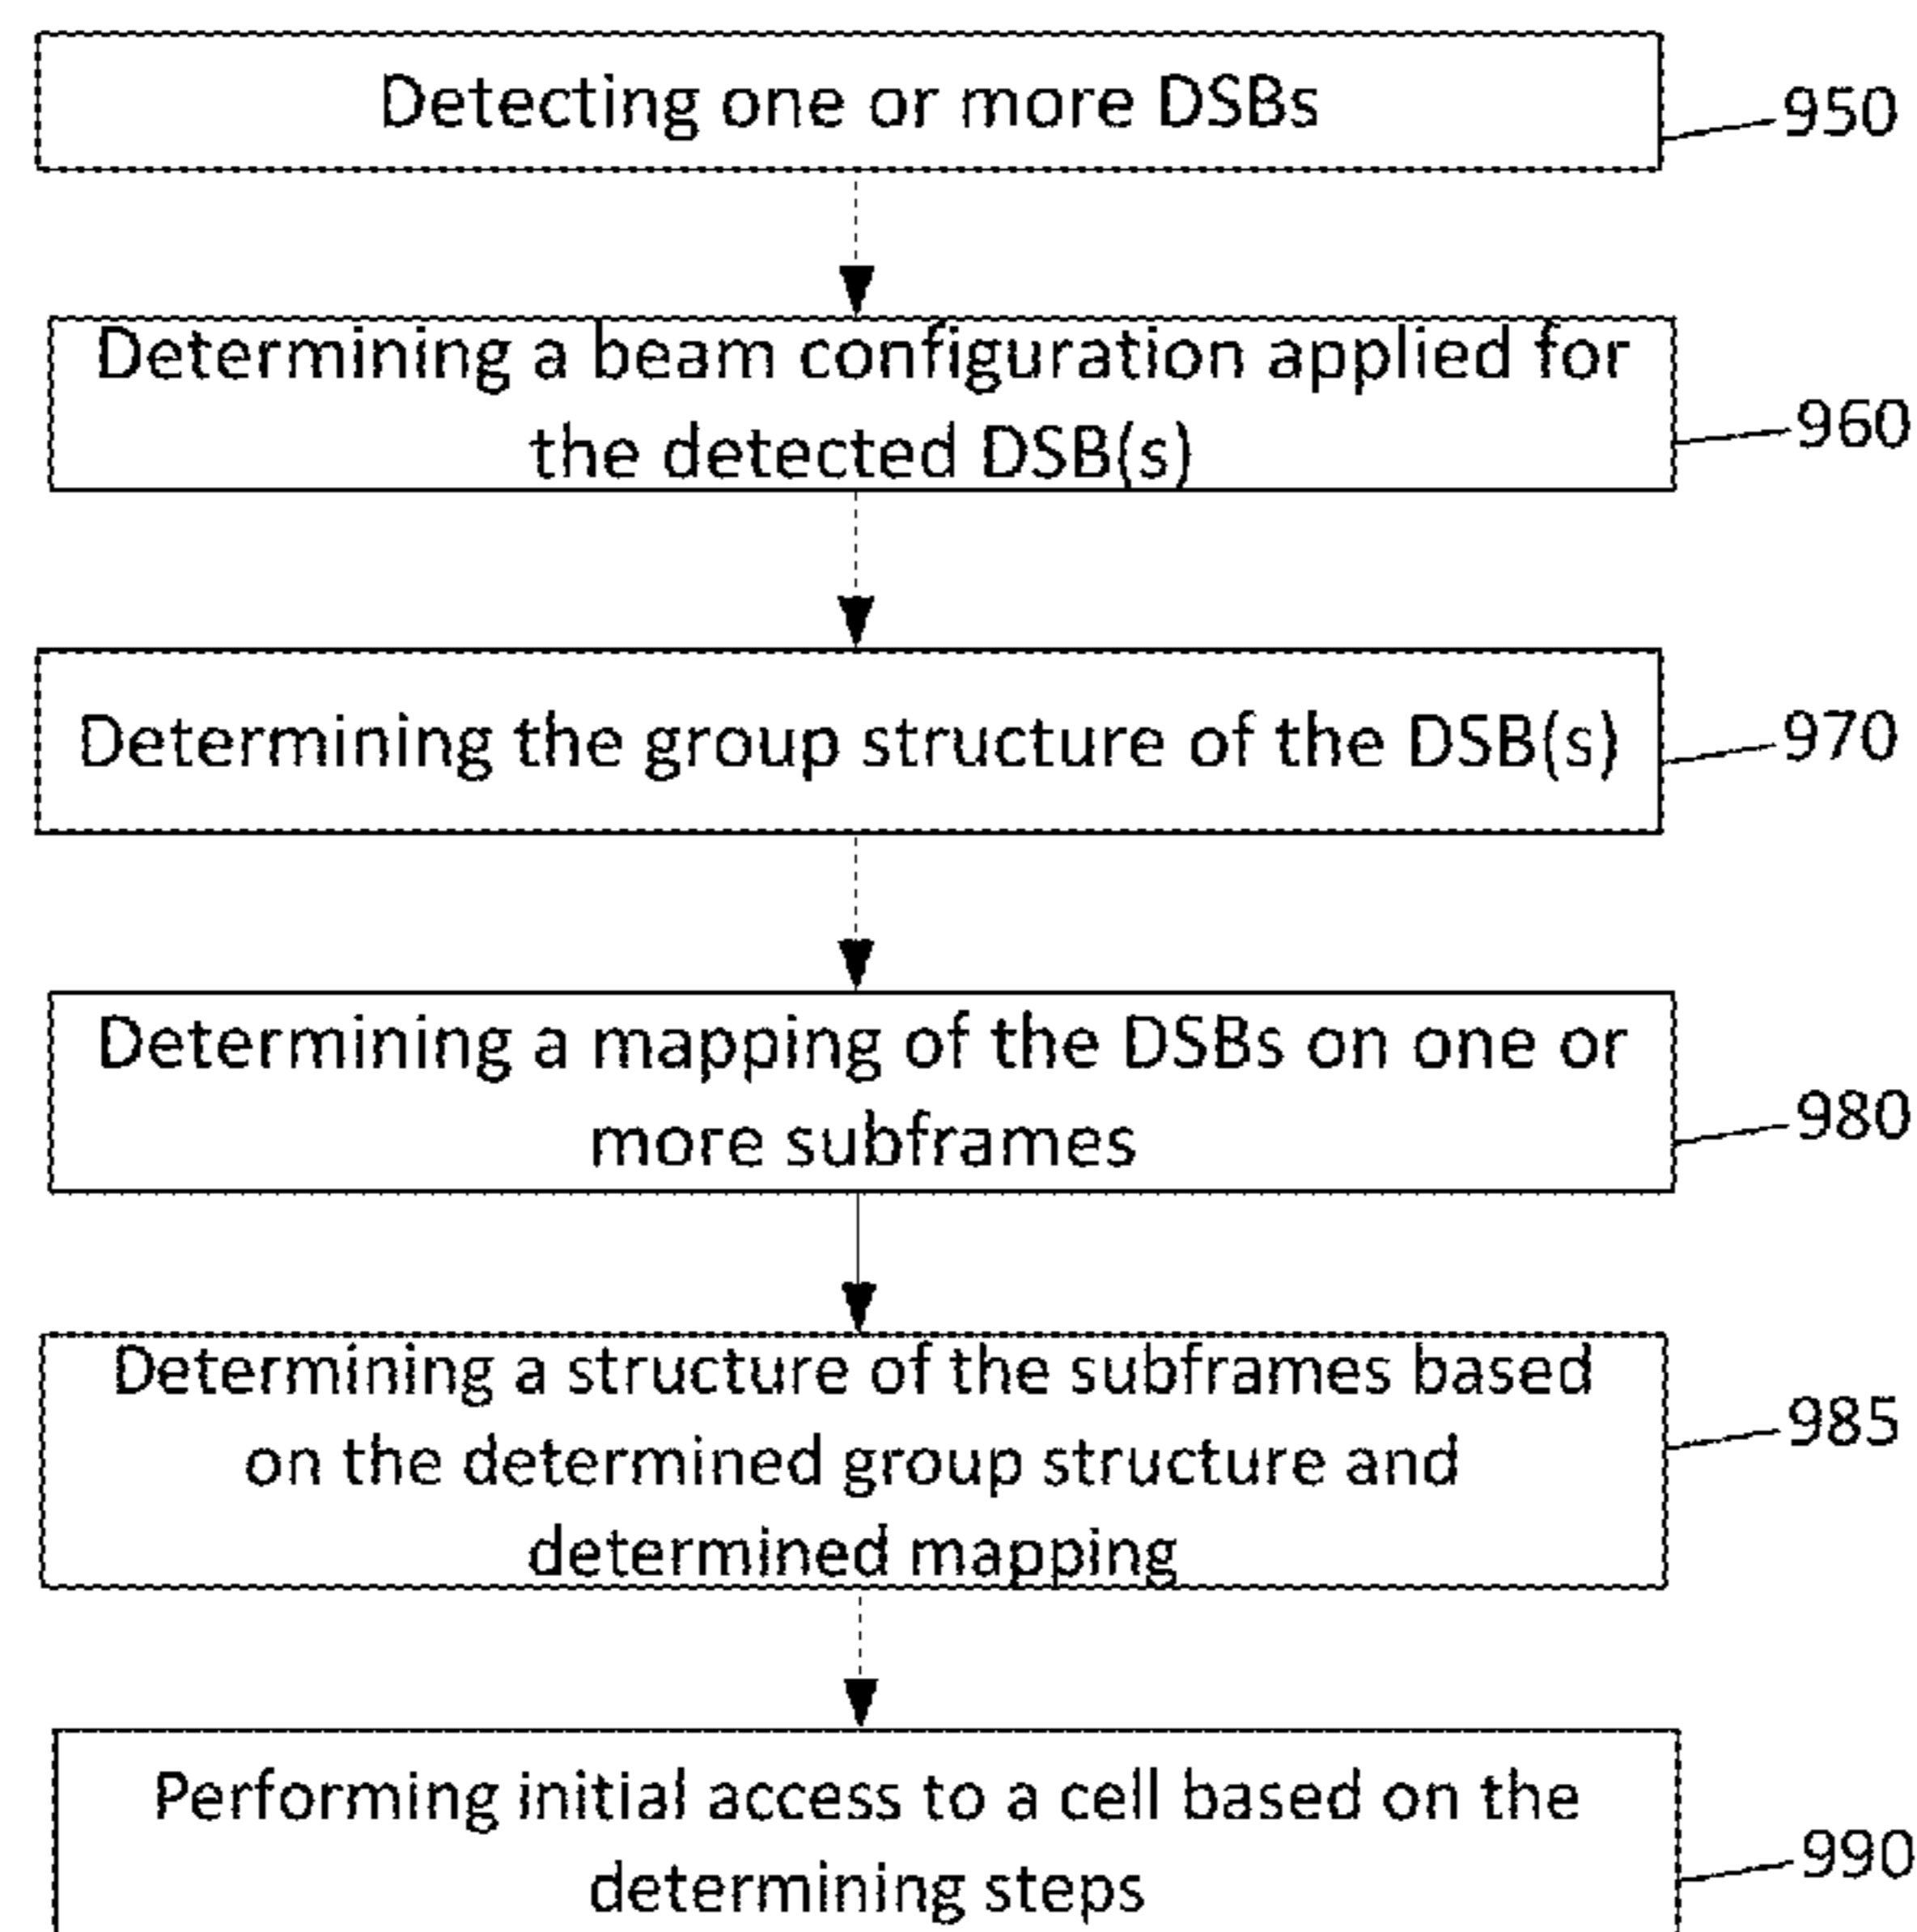 Detecting one or more DSBs
950
Determining a beam configuration applied for
the detected DSB(s)
960
Determining the group structure of the DSB(s)
970
Determining a mapping of the DSBs on one or
more subframes
980
Determining a structure of the subframes based
on the determined group structure and
determined mapping
985
Performing initial access to a cell based on the
determining steps
990